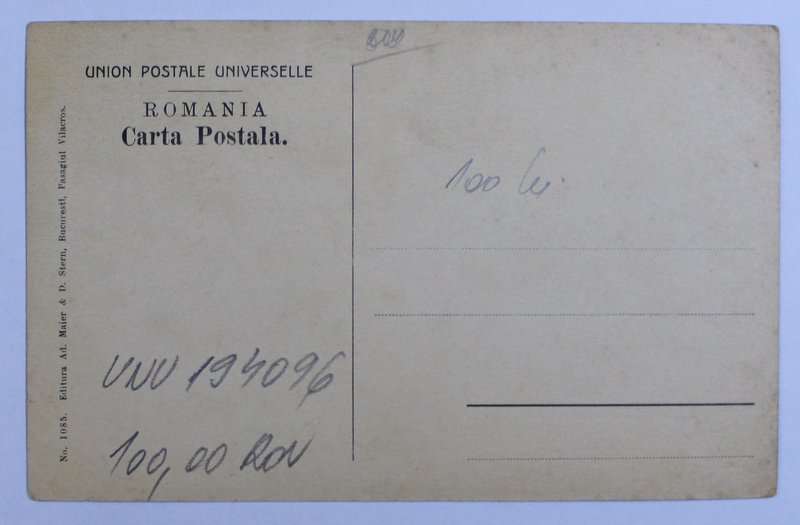 UNION POSTALE UNIVERSELLE
ROMANIA
Carta Postala.
No. 1085. Editura Ad. Maier & D. Stern, Bucuresti, Pasagiul Vilacros.
100 lei
VNV 194096
100,00 RON